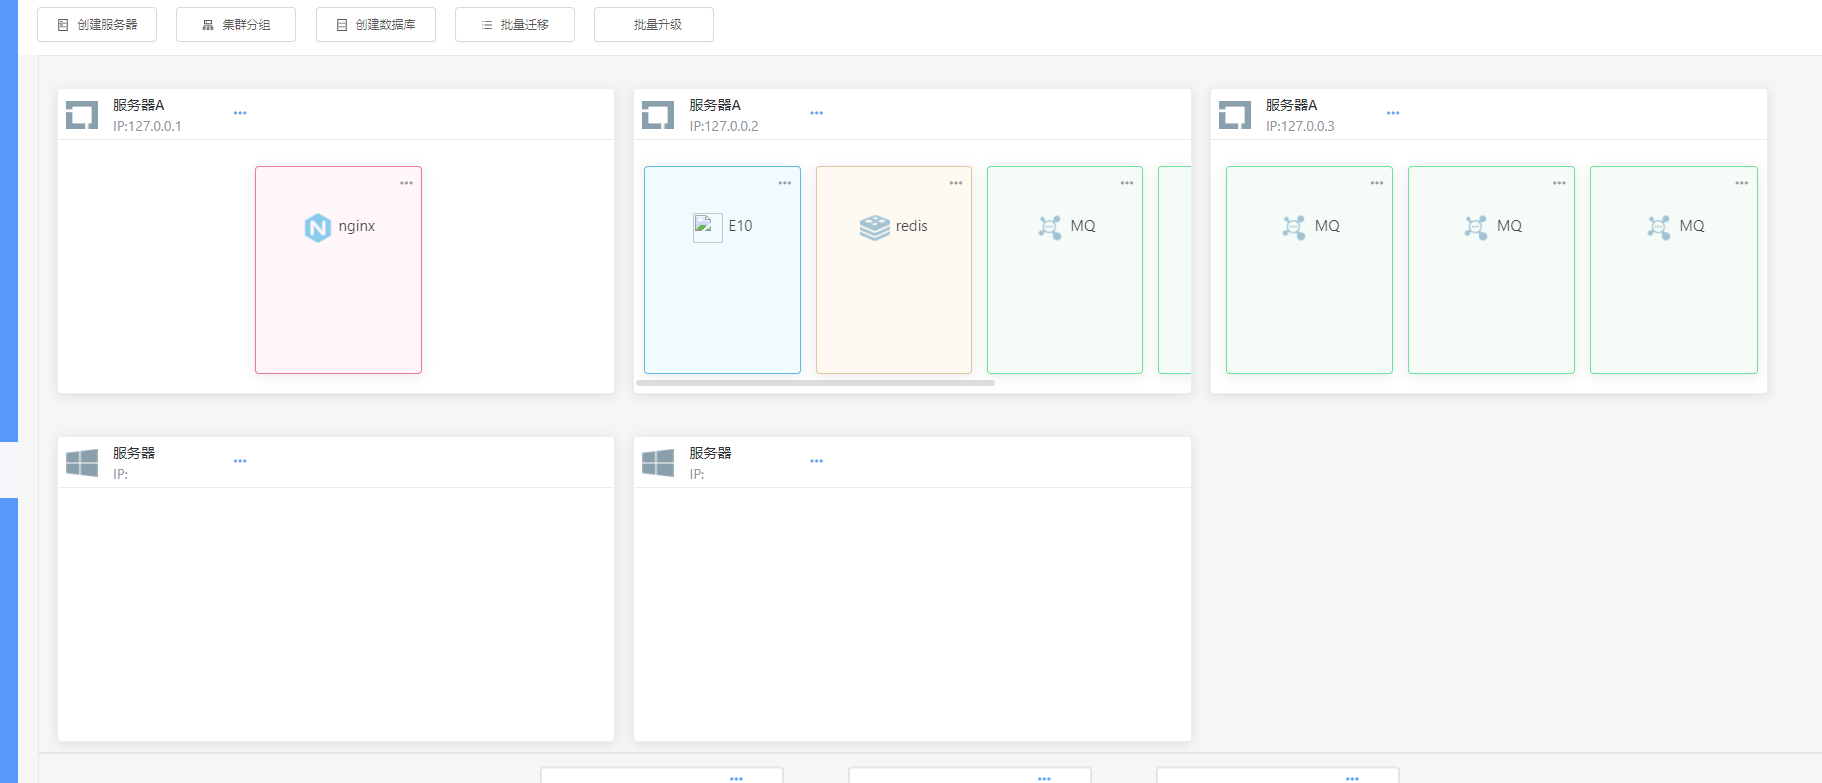 创建服务器
集群分组
创建数据库
批量迁移
批量升级
服务器A
IP:127.0.0.1
nginx
服务器A
IP:127.0.0.2
E10
redis
MQ
服务器A
IP:127.0.0.3
MQ
MQ
MQ
服务器
IP:
服务器
IP: